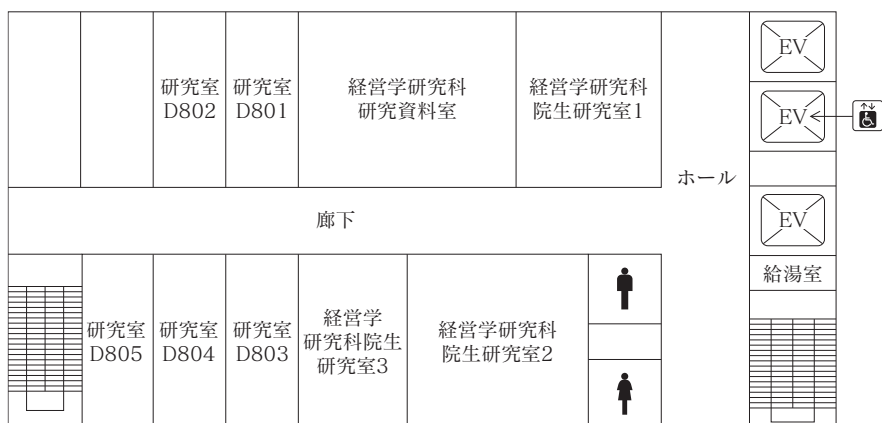 研究室
D802
研究室
D801
経営学研究科
研究資料室
経営学研究科
院生研究室1
EV
EV
ホール
EV
廊下
給湯室
研究室
D805
研究室
D804
研究室
D803
経営学
研究科院生
研究室3
経営学研究科
院生研究室2